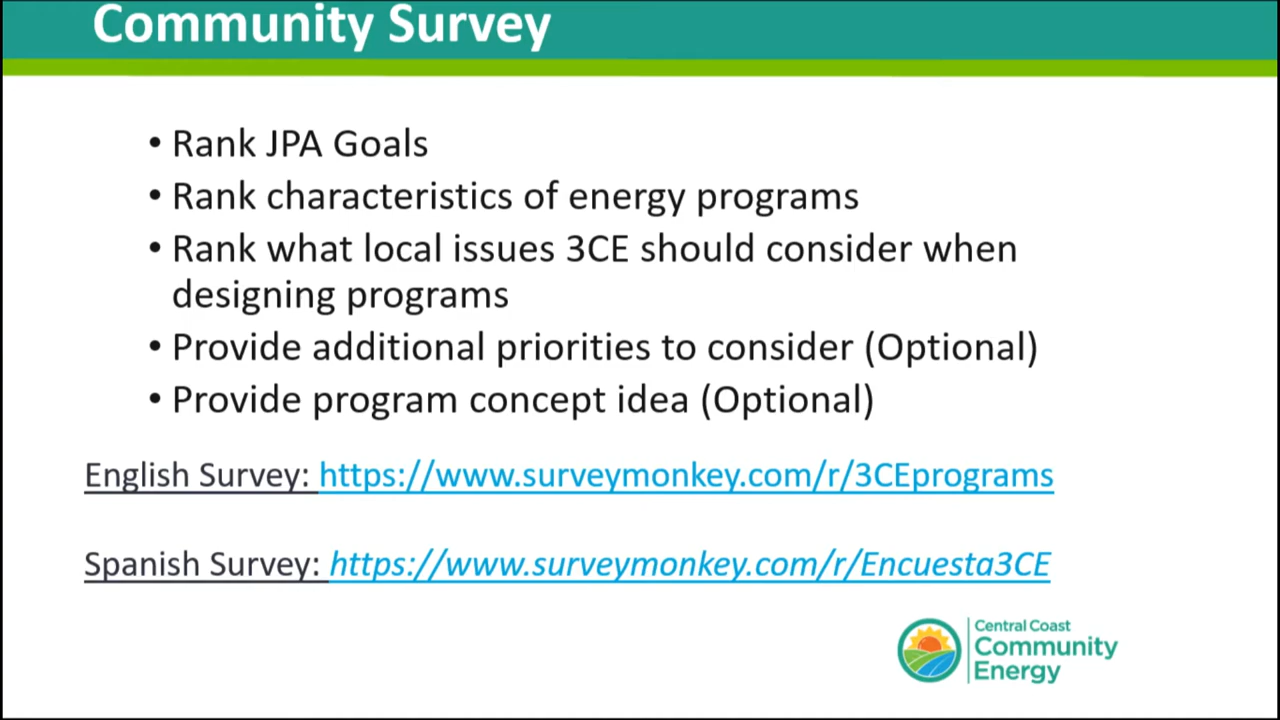 Community Survey
• Rank JPA Goals
• Rank characteristics of energy programs
• Rank what local issues 3CE should consider when
designing programs
• Provide additional priorities to consider (Optional)
• Provide program concept idea (Optional)
English Survey: https://www.surveymonkey.com/r/3CEprograms
Spanish Survey: https://www.surveymonkey.com/r/Encuesta3CE
Central Coast
Community
Energy